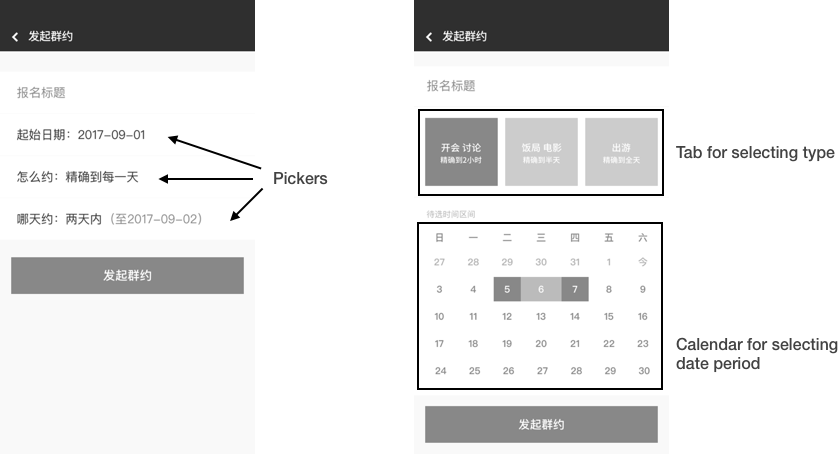 发起群约
报名标题
起始日期：2017-09-01
怎么约：精确到每一天
哪天约：两天内（至2017-09-02）
发起群约
Pickers
发起群约
报名标题
开会 讨论
精确到2小时
饭局 电影
精确到半天
出游
精确到全天
Tab for selecting type
待选时间区间
日 一 二 三 四 五 六
27 28 29 30 31 1 今
3 4 5 6 7 8 9
10 11 12 13 14 15 16
17 18 19 20 21 22 23
24 25 26 27 28 29 30
Calendar for selecting
date period
发起群约